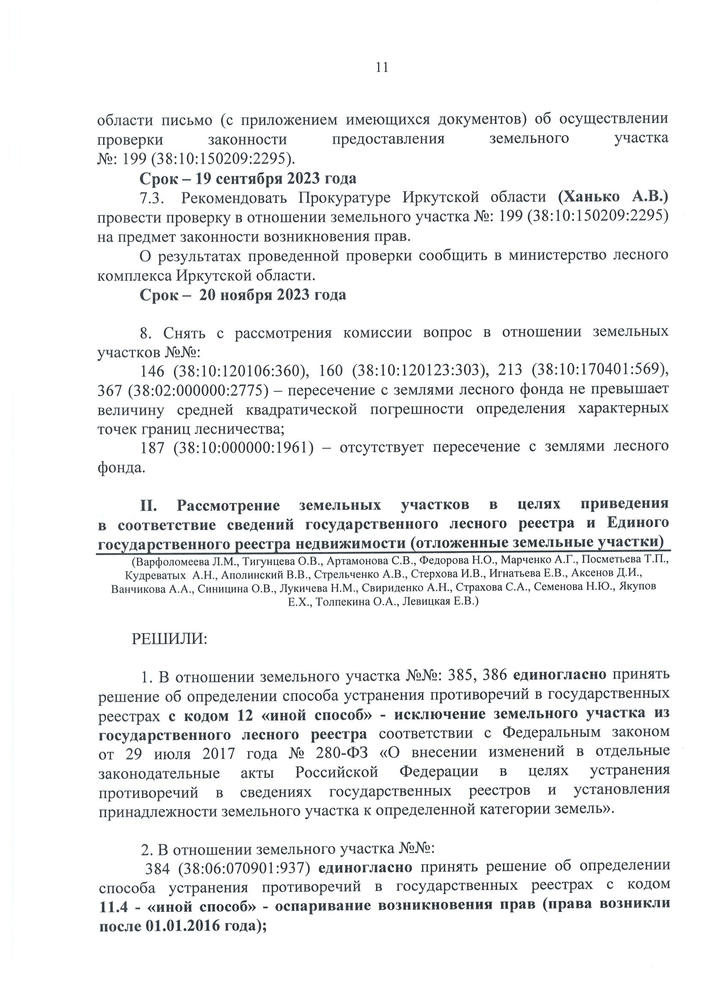 11
области письмо (с приложением имеющихся документов) об осуществлении
проверки законности предоставления земельного участка
№: 199 (38:10:150209:2295).
Срок – 19 сентября 2023 года
7.3. Рекомендовать Прокуратуре Иркутской области (Ханько А.В.)
провести проверку в отношении земельного участка №: 199 (38:10:150209:2295)
на предмет законности возникновения прав.
О результатах проведенной проверки сообщить в министерство лесного
комплекса Иркутской области.
Срок – 20 ноября 2023 года
8. Снять с рассмотрения комиссии вопрос в отношении земельных
участков №№:
146 (38:10:120106:360), 160 (38:10:120123:303), 213 (38:10:170401:569),
367 (38:02:000000:2775) – пересечение с землями лесного фонда не превышает
величину средней квадратической погрешности определения характерных
точек границ лесничества;
187 (38:10:000000:1961) – отсутствует пересечение с землями лесного
фонда.
II. Рассмотрение земельных участков в целях приведения
в соответствие сведений государственного лесного реестра и Единого
государственного реестра недвижимости (отложенные земельные участки)
(Варфоломеева Л.М., Тигунцева О.В., Артамонова С.В., Федорова Н.О., Марченко А.Г., Посметьева Т.П.,
Кудреватых А.Н., Аполинский В.В., Стрельченко А.В., Стерхова И.В., Игнатьева Е.В., Аксенов Д.И.,
Ванчикова А.А., Синицина О.В., Лукичева Н.М., Свириденко А.Н., Страхова С.А., Семенова Н.Ю., Якупов
Е.Х., Толпекина О.А., Левицкая Е.В.)
РЕШИЛИ:
1. В отношении земельного участка №№: 385, 386 единогласно принять
решение об определении способа устранения противоречий в государственных
реестрах с кодом 12 «иной способ» - исключение земельного участка из
государственного лесного реестра соответствии с Федеральным законом
от 29 июля 2017 года № 280-ФЗ «О внесении изменений в отдельные
законодательные акты Российской Федерации в целях устранения
противоречий в сведениях государственных реестров и установления
принадлежности земельного участка к определенной категории земель».
2. В отношении земельного участка №№:
384 (38:06:070901:937) единогласно принять решение об определении
способа устранения противоречий в государственных реестрах с кодом
11.4 - «иной способ» - оспаривание возникновения прав (права возникли
после 01.01.2016 года);